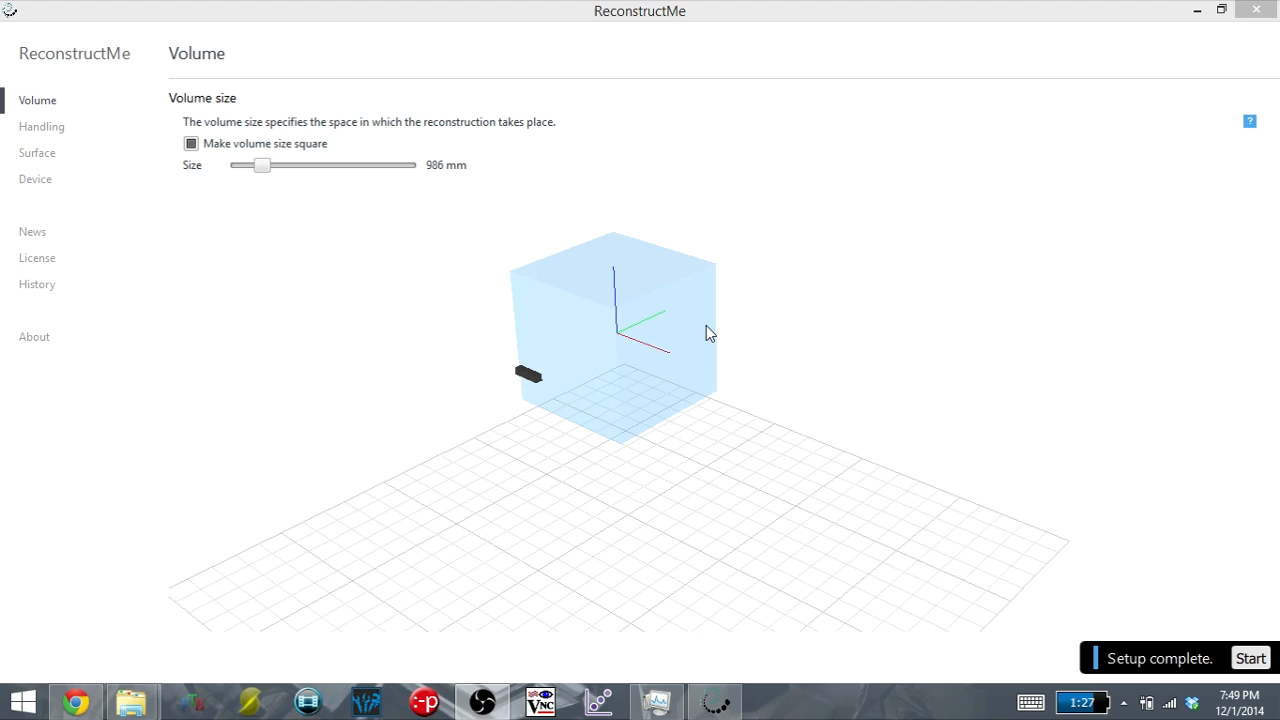 ReconstructMe
ReconstructMe
Volume
Volume
Handling
Surface
Device
News
License
History
About
Volume size
The volume size specifies the space in which the reconstruction takes place.
?
Make volume size square
Size
986 mm
Setup complete.
Start
:-p
VNC
1:27
7:49 PM
12/1/2014